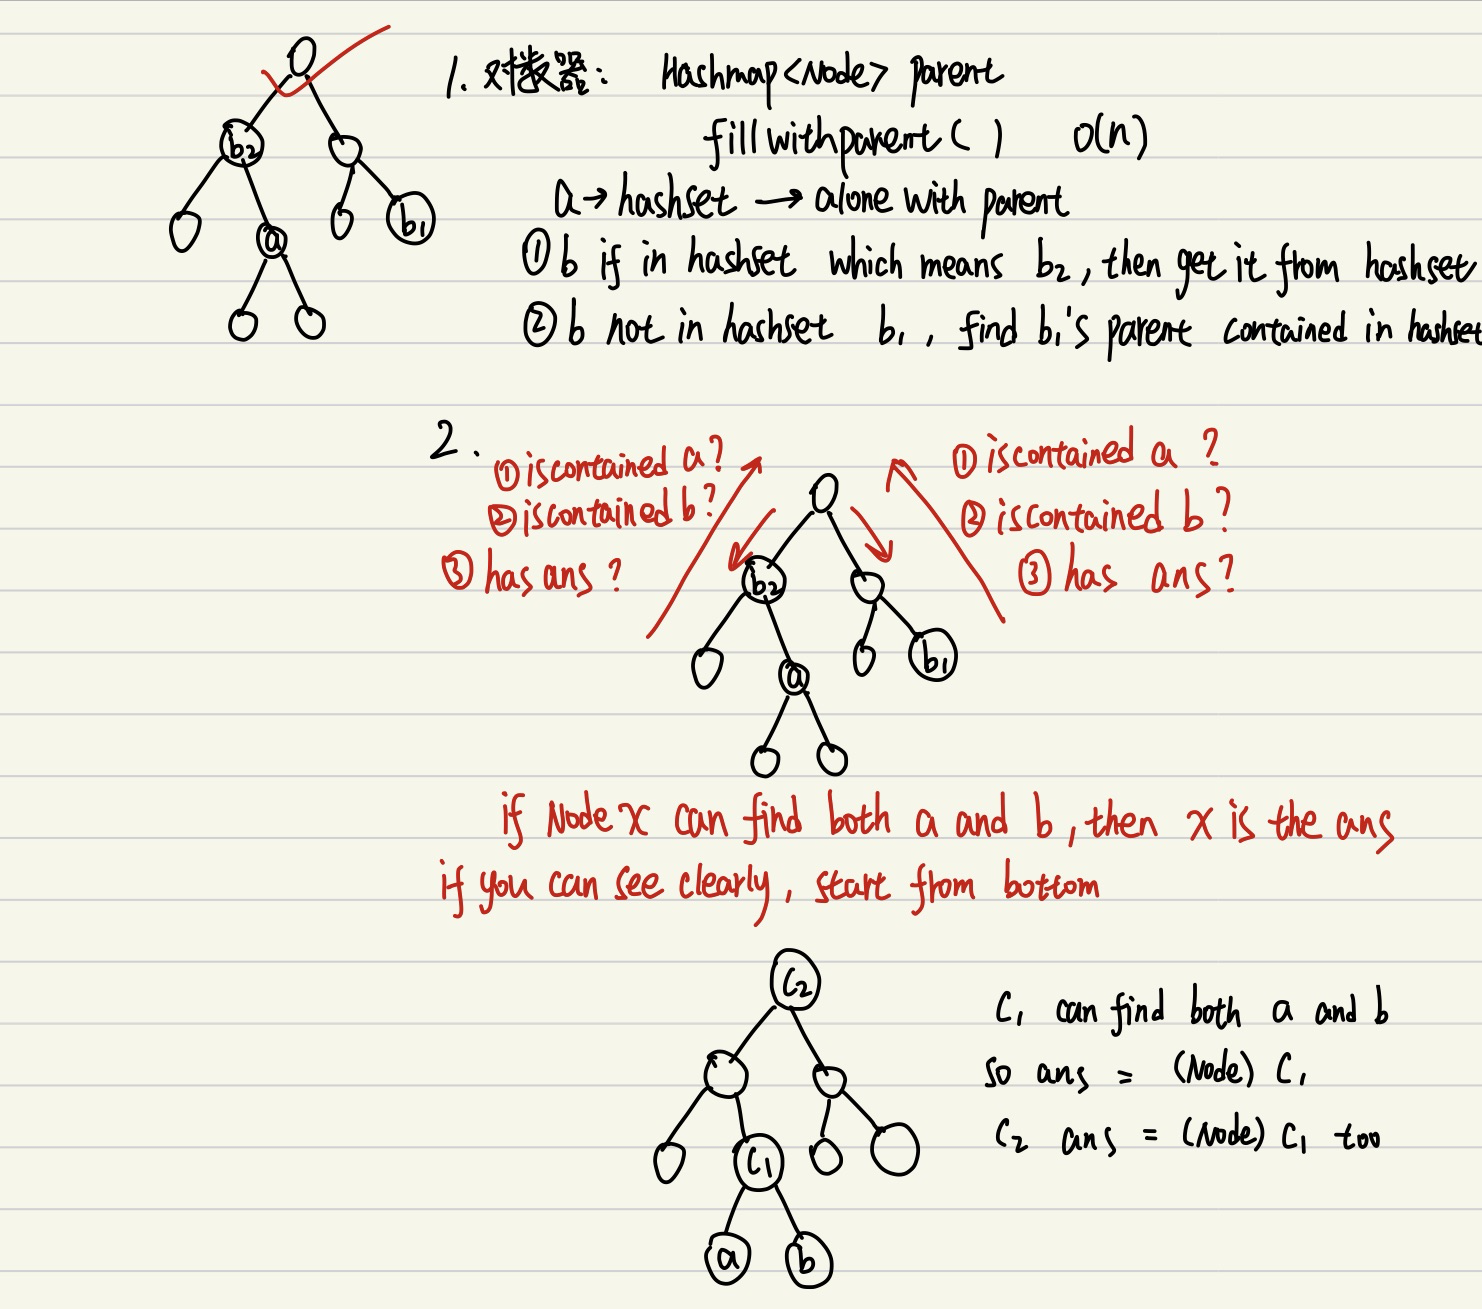 1. 对数器: Hashmap<Node> parent
fillwithparent ( ) O(n)
a → hashset → alone with parent
① b if in hashset which means b₂, then get it from hashset
② b not in hashset b₁, find b₁'s parent contained in hashset
2.
① iscontained a?
② iscontained b?
③ has ans?
① iscontained a?
② iscontained b?
③ has ans?
b₂
a
b₁
b₂
a
b₁
if Node x can find both a and b, then x is the ans
if you can see clearly, start from bottom
C₂
C₁
a
b
C₁ can find both a and b
so ans = (Node) C₁
C₂ ans = (Node) C₁ too